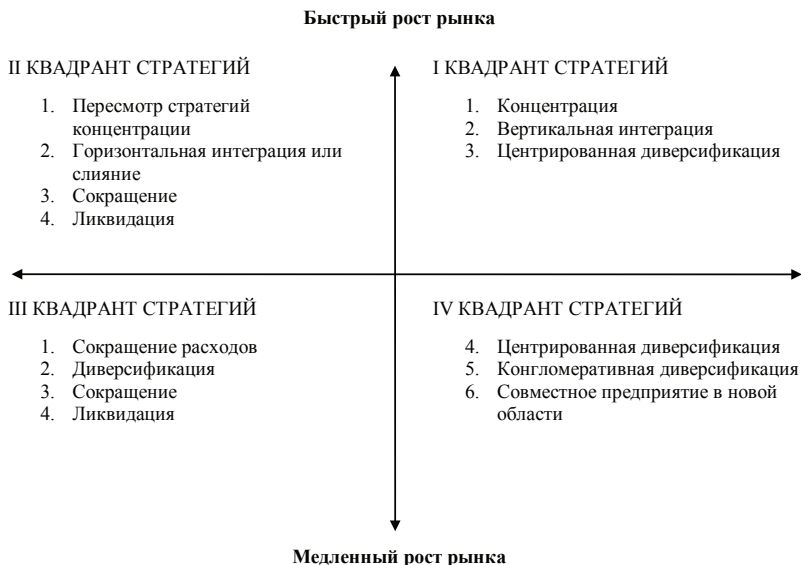 Быстрый рост рынка
II КВАДРАНТ СТРАТЕГИЙ
1. Пересмотр стратегий
концентрации
2. Горизонтальная интеграция или
слияние
3. Сокращение
4. Ликвидация
I КВАДРАНТ СТРАТЕГИЙ
1. Концентрация
2. Вертикальная интеграция
3. Центрированная диверсификация
III КВАДРАНТ СТРАТЕГИЙ
1. Сокращение расходов
2. Диверсификация
3. Сокращение
4. Ликвидация
IV КВАДРАНТ СТРАТЕГИЙ
4. Центрированная диверсификация
5. Конгломеративная диверсификация
6. Совместное предприятие в новой
области
Медленный рост рынка